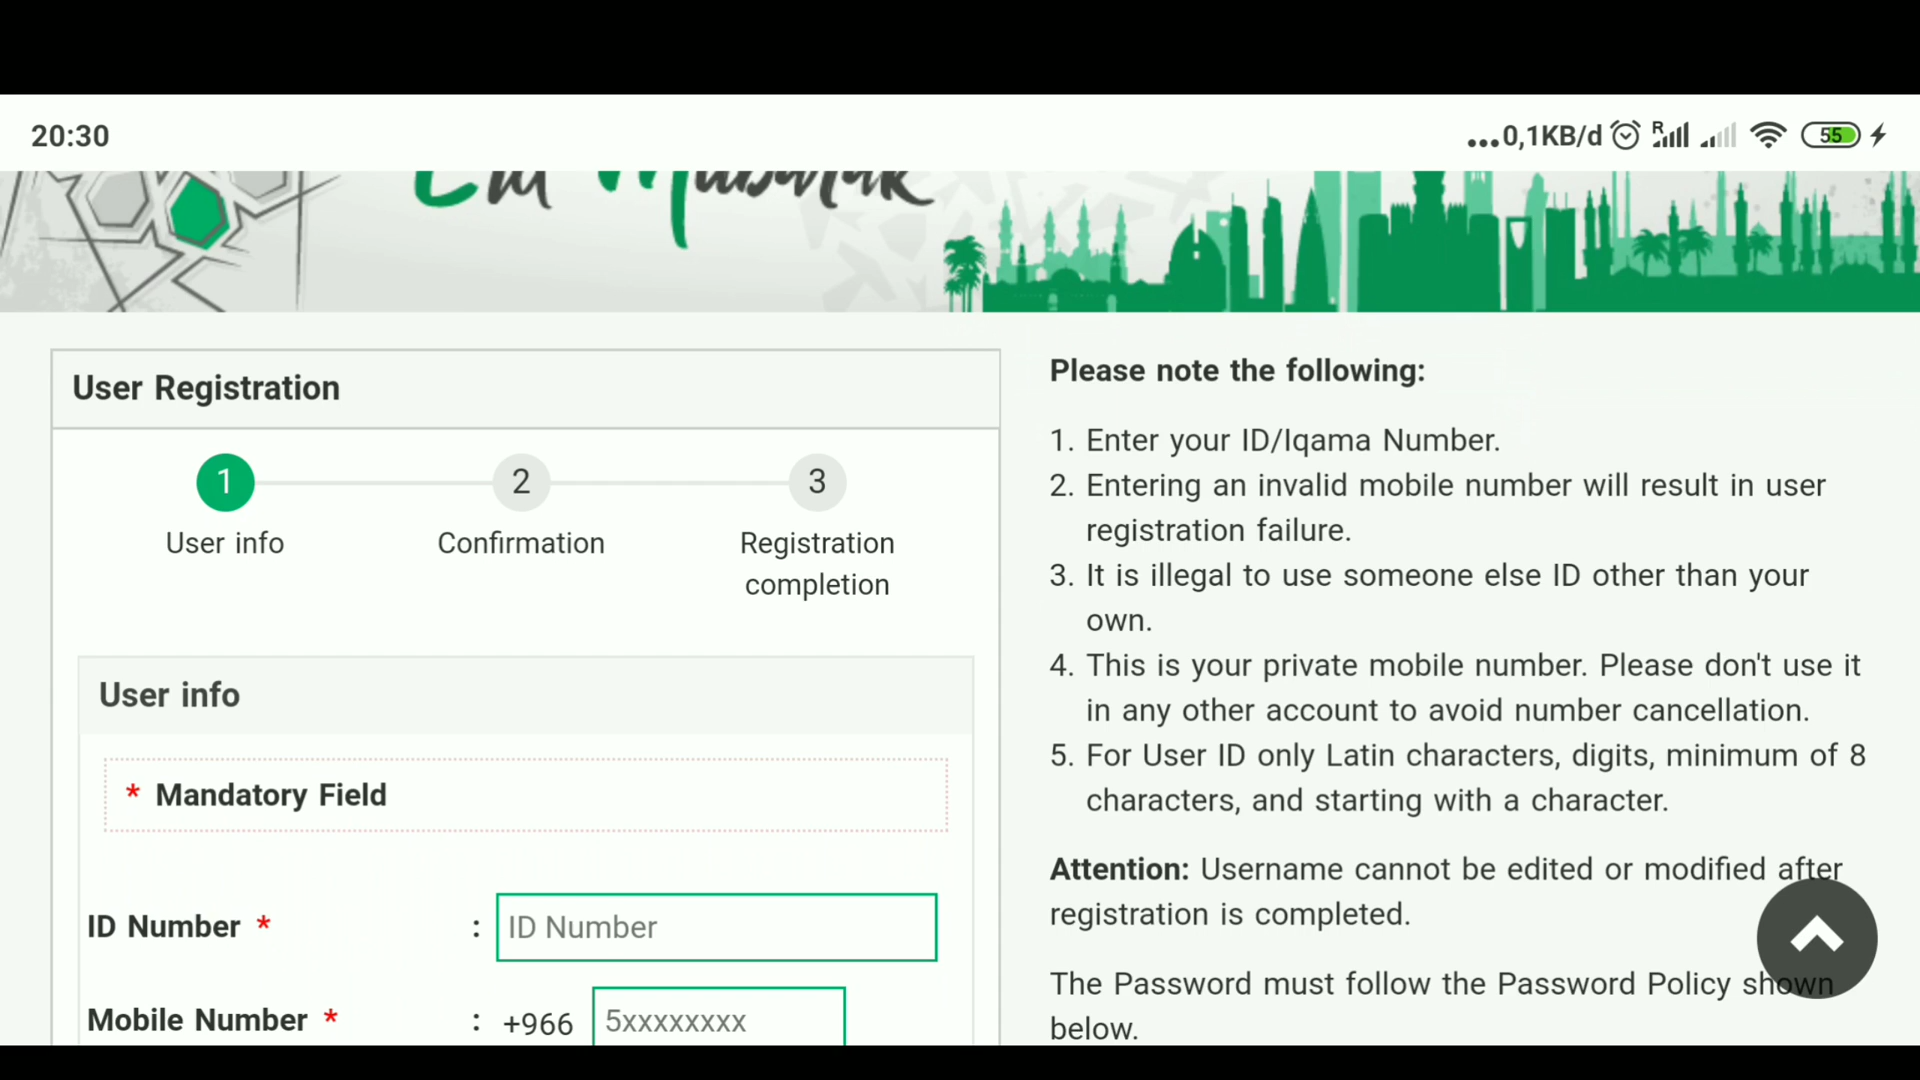 20:30
...0,1KB/d
R
55
Eid Mubarak
User Registration
1
2
3
User info
Confirmation
Registration
completion
User info
* Mandatory Field
ID Number * : ID Number
Mobile Number * : +966 5xxxxxxxx
Please note the following:
1. Enter your ID/Iqama Number.
2. Entering an invalid mobile number will result in user
registration failure.
3. It is illegal to use someone else ID other than your
own.
4. This is your private mobile number. Please don't use it
in any other account to avoid number cancellation.
5. For User ID only Latin characters, digits, minimum of 8
characters, and starting with a character.
Attention: Username cannot be edited or modified after
registration is completed.
The Password must follow the Password Policy shown
below.